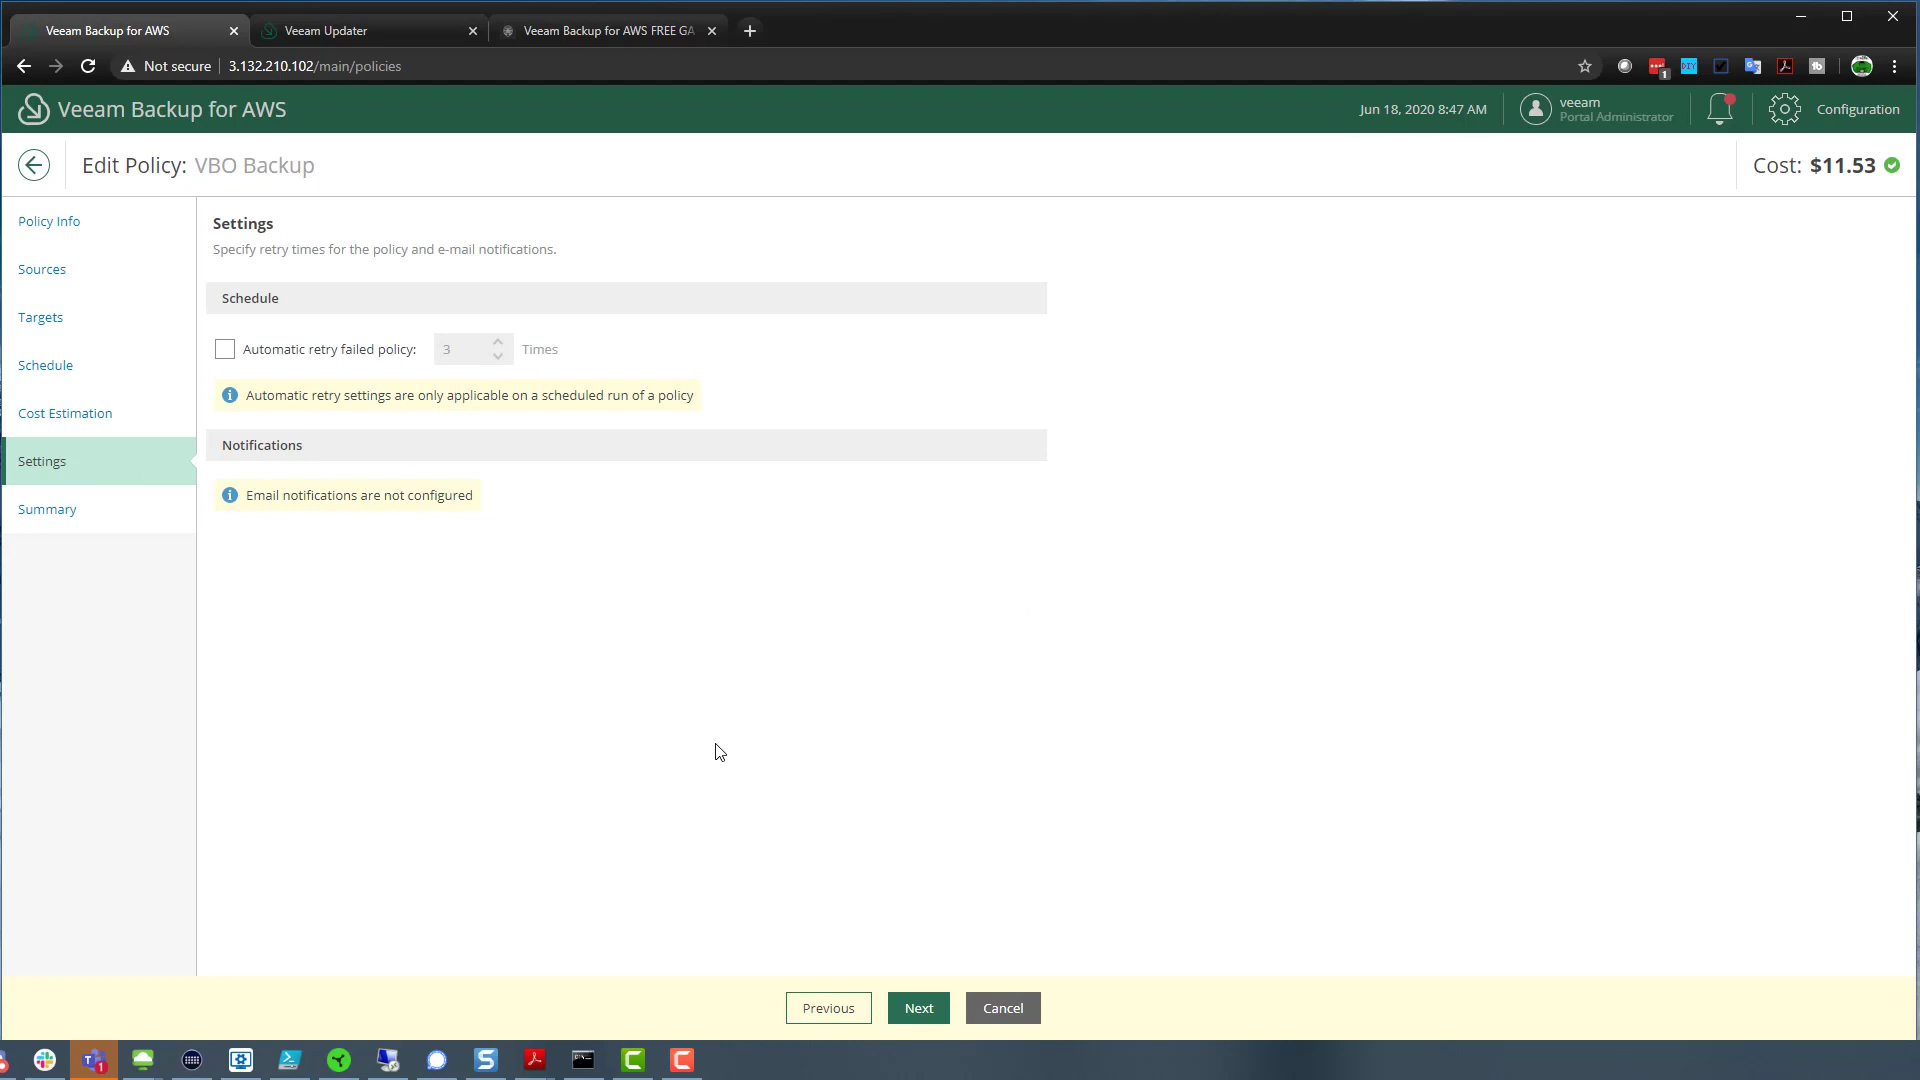 Veeam Backup for AWS
Veeam Updater
Veeam Backup for AWS FREE GA
Not secure
3.132.210.102/main/policies
1
DIY
Veeam Backup for AWS
Jun 18, 2020 8:47 AM
veeam
Portal Administrator
Configuration
Edit Policy: VBO Backup
Cost: $11.53
Policy Info
Sources
Targets
Schedule
Cost Estimation
Settings
Summary
Settings
Specify retry times for the policy and e-mail notifications.
Schedule
Automatic retry failed policy: 3 Times
Automatic retry settings are only applicable on a scheduled run of a policy
Notifications
Email notifications are not configured
Previous
Next
Cancel
1